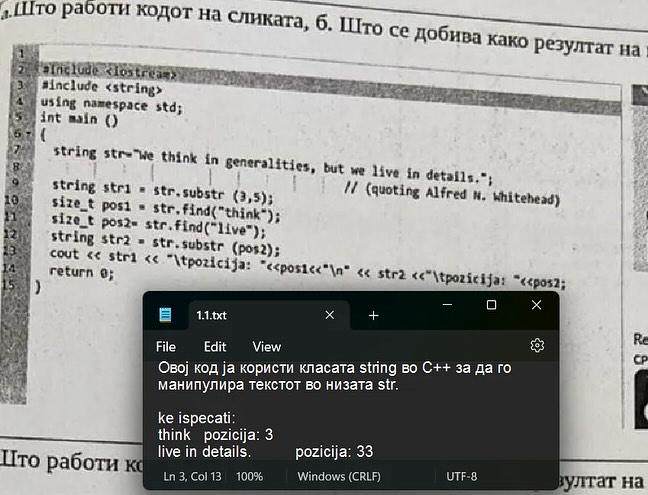 а. Што работи кодот на сликата, б. Што се добива како резултат на
1
2 #include <iostream>
3 #include <string>
4 using namespace std;
5 int main ()
6 {
7 string str="We think in generalities, but we live in details.";
8 // (quoting Alfred N. Whitehead)
9 string str1 = str.substr (3,5);
10 size_t pos1 = str.find("think");
11 size_t pos2= str.find("live");
12 string str2 = str.substr (pos2);
13 cout << str1 << "\tpozicija: "<<pos1<<"\n" << str2 <<"\tpozicija: "<<pos2;
14 return 0;
15 }
1.1.txt
File Edit View
Овој код ја користи класата string во C++ за да го
манипулира текстот во низата str.
ke ispecati:
think pozicija: 3
live in details. pozicija: 33
Ln 3, Col 13 100% Windows (CRLF) UTF-8
Re
ср
Што работи ко
зултат на